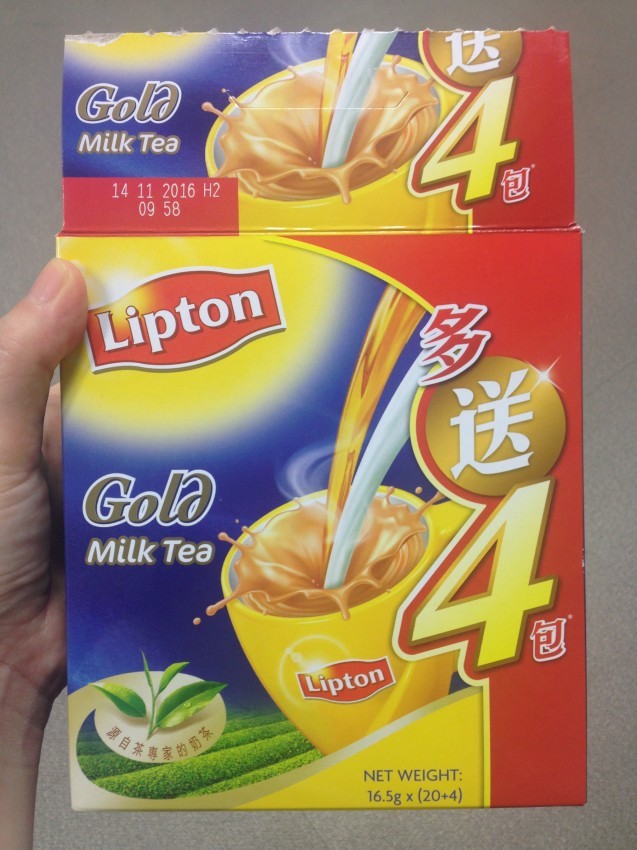 Gold
Milk Tea
送
4
包*
14 11 2016 H2
09 58
Lipton
多
送
4
包*
Gold
Milk Tea
Lipton
源自茶專家的奶茶
NET WEIGHT:
16.5g x (20+4)